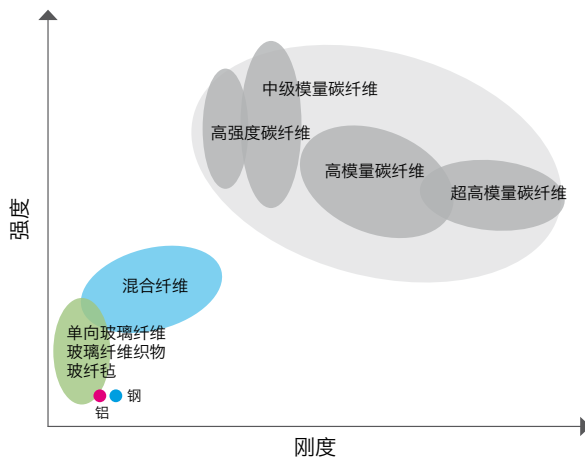 中级模量碳纤维
高强度碳纤维
高模量碳纤维
超高模量碳纤维
强度
混合纤维
单向玻璃纤维
玻璃纤维织物
玻纤毡
钢
铝
刚度